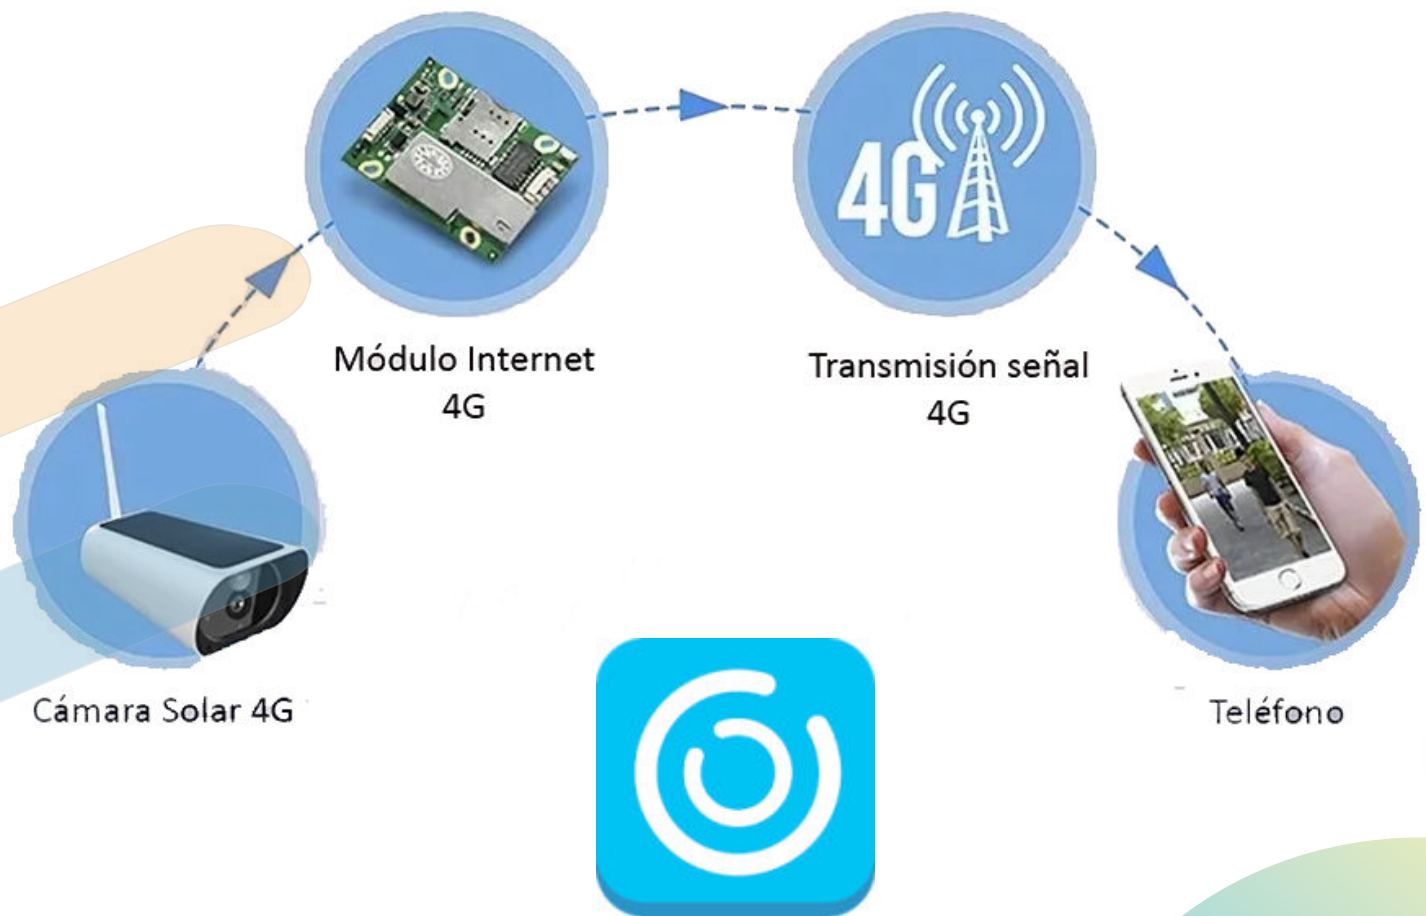 4G
Módulo Internet
4G
Transmisión señal
4G
Cámara Solar 4G
Teléfono